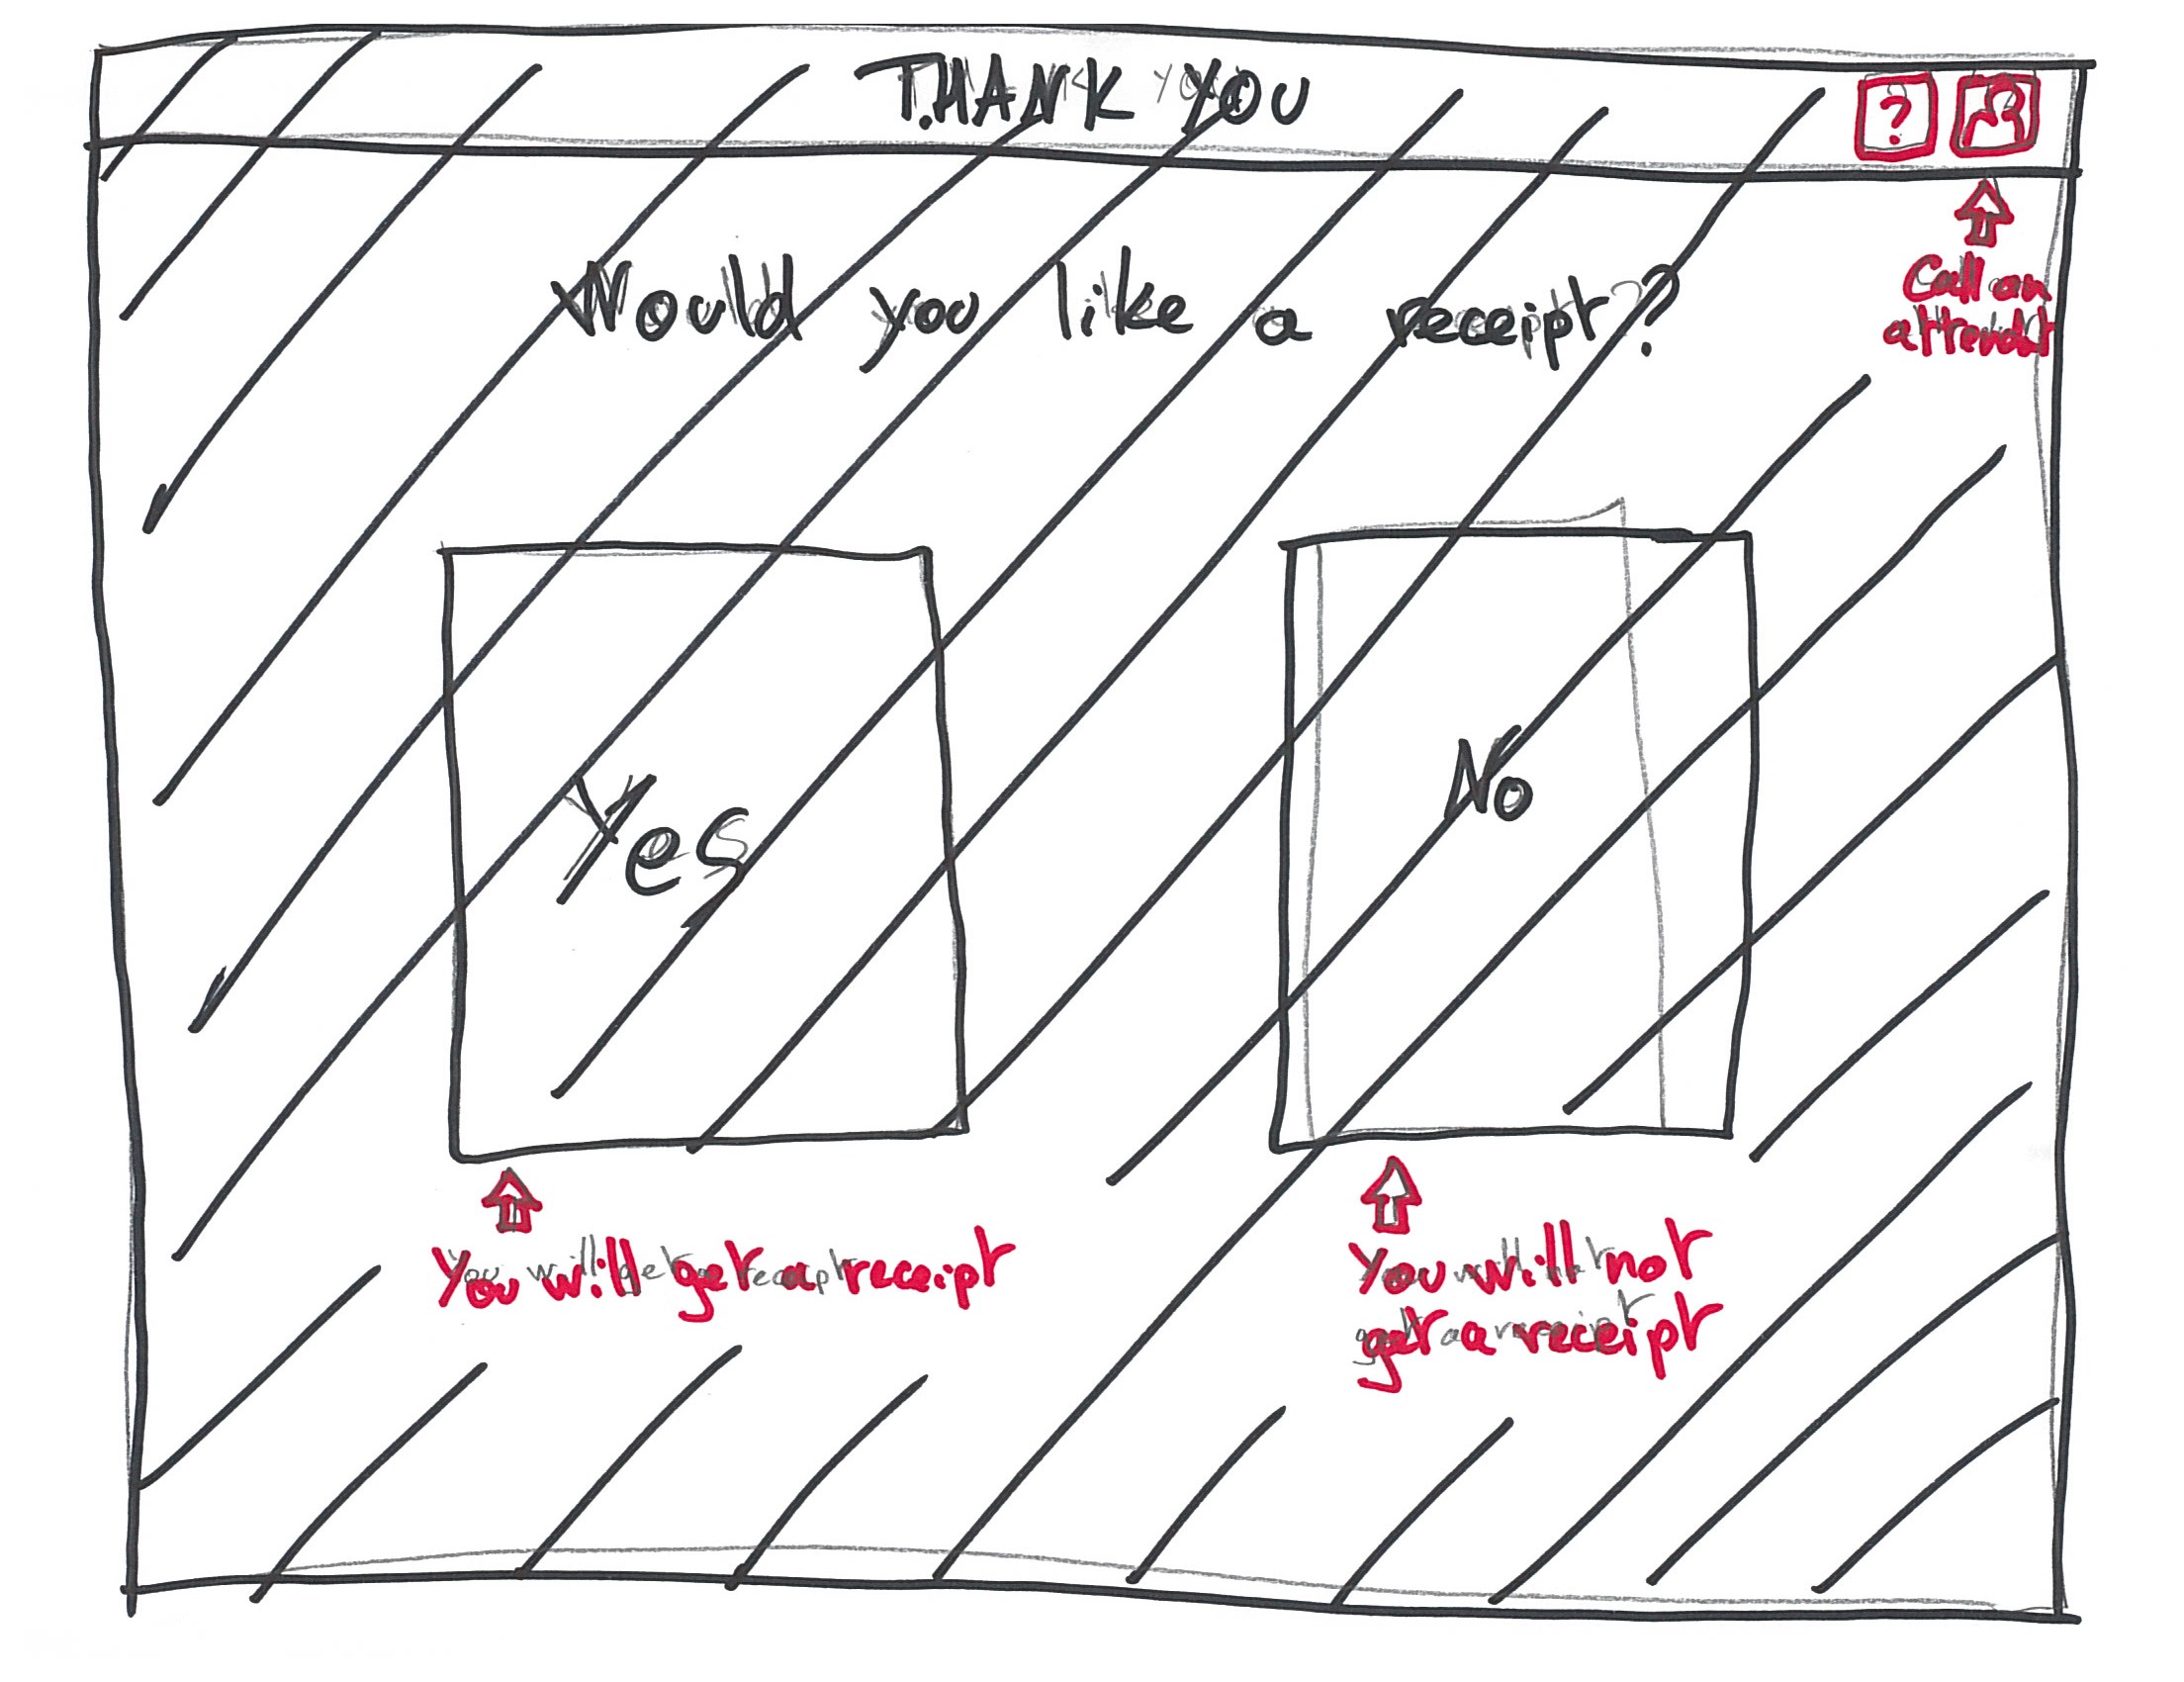 THANK YOU
?
Would you like a receipt?
Call an
attendant
Yes
No
You will get a receipt
You will not
get a receipt